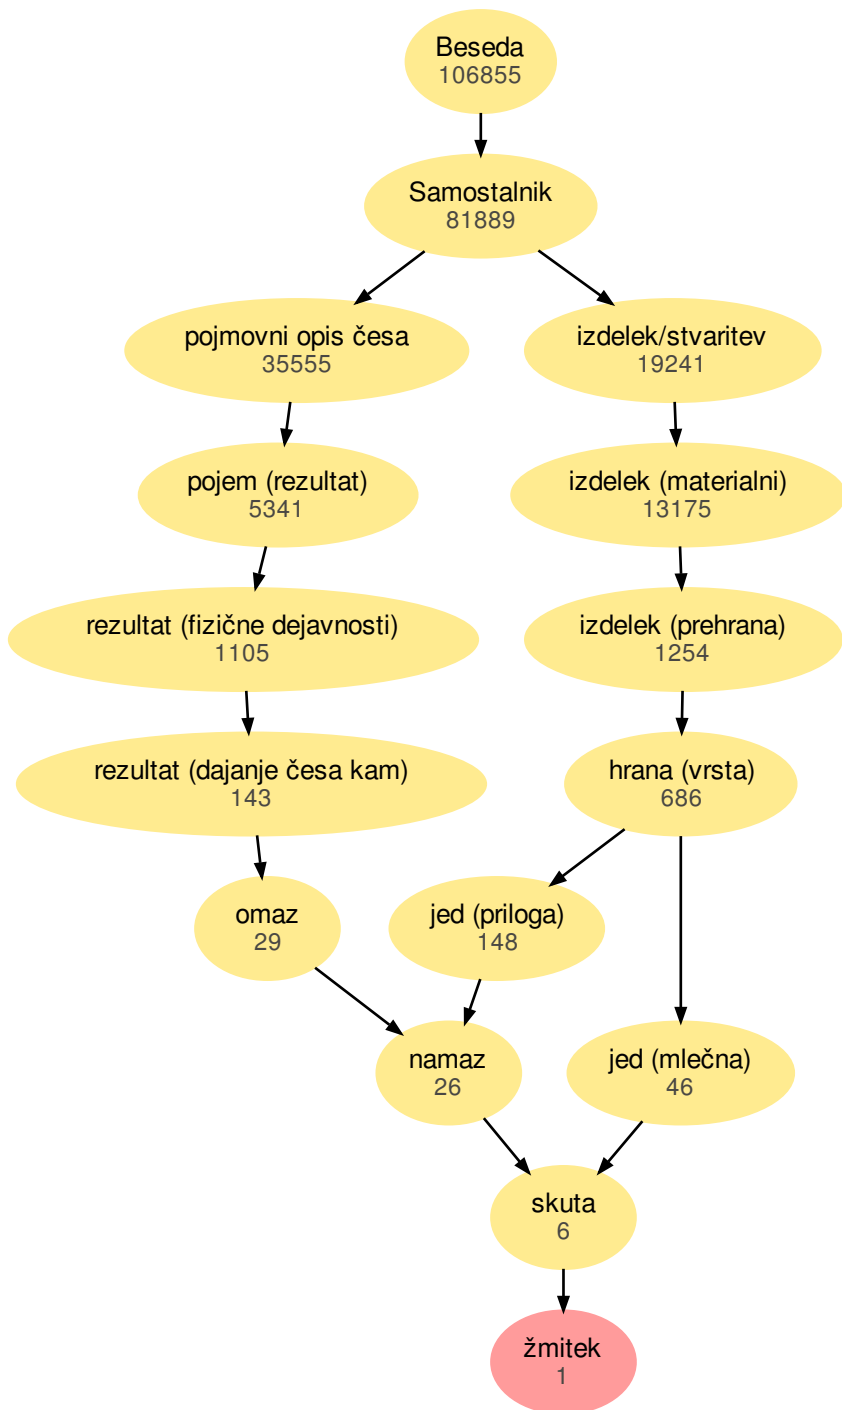 Beseda
106855
Samostalnik
81889
pojmovni opis česa
35555
izdelek/stvaritev
19241
pojem (rezultat)
5341
izdelek (materialni)
13175
rezultat (fizične dejavnosti)
1105
izdelek (prehrana)
1254
rezultat (dajanje česa kam)
143
hrana (vrsta)
686
omaz
29
jed (priloga)
148
namaz
26
jed (mlečna)
46
skuta
6
žmitek
1